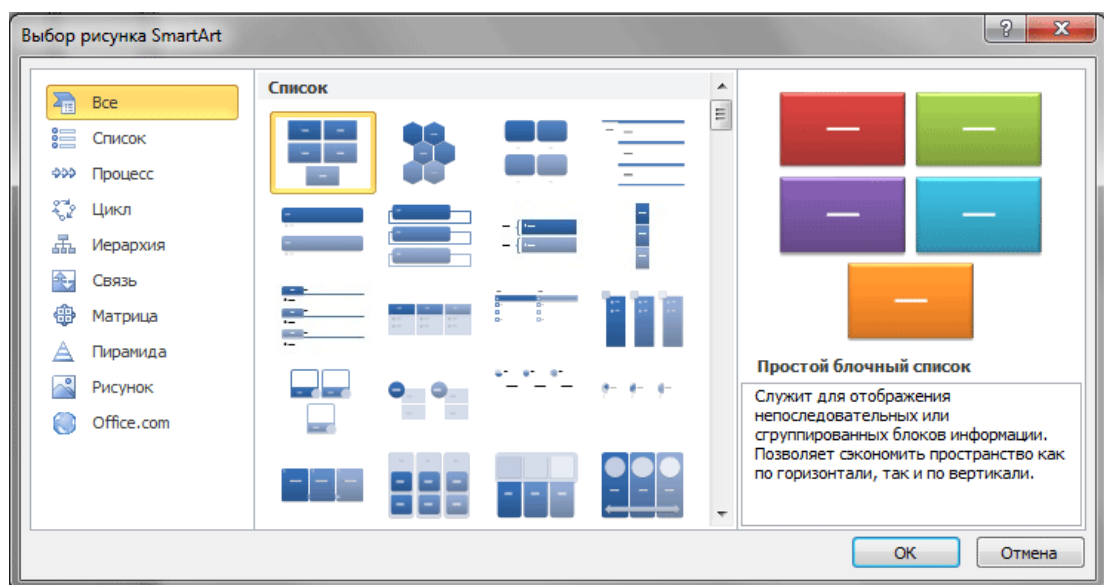 Выбор рисунка SmartArt
Все
Список
Процесс
Цикл
Иерархия
Связь
Матрица
Пирамида
Рисунок
Office.com
Список
Простой блочный список
Служит для отображения
непоследовательных или
сгруппированных блоков информации.
Позволяет сэкономить пространство как
по горизонтали, так и по вертикали.
ОК
Отмена